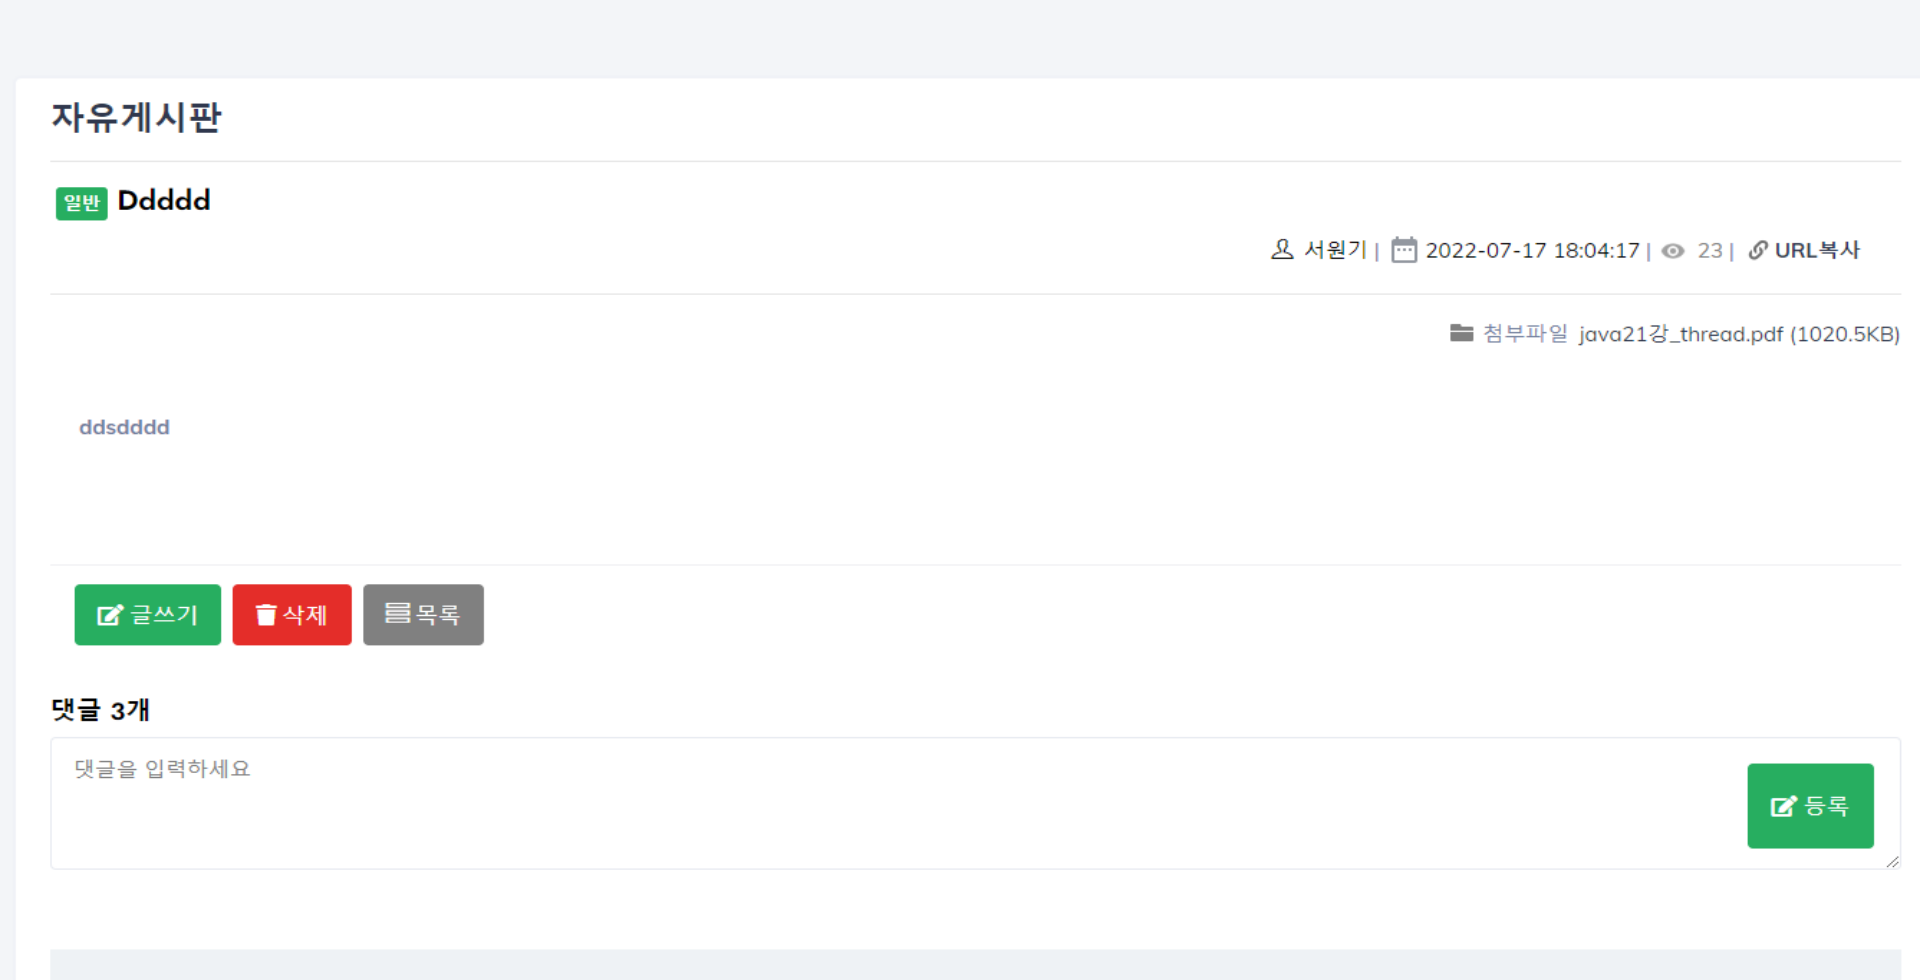 자유게시판
일반 Ddddd
서원기 | 2022-07-17 18:04:17 | 23 | URL복사
첨부파일 java21강_thread.pdf (1020.5KB)
ddsdddd
글쓰기 삭제 목록
댓글 3개
댓글을 입력하세요
등록